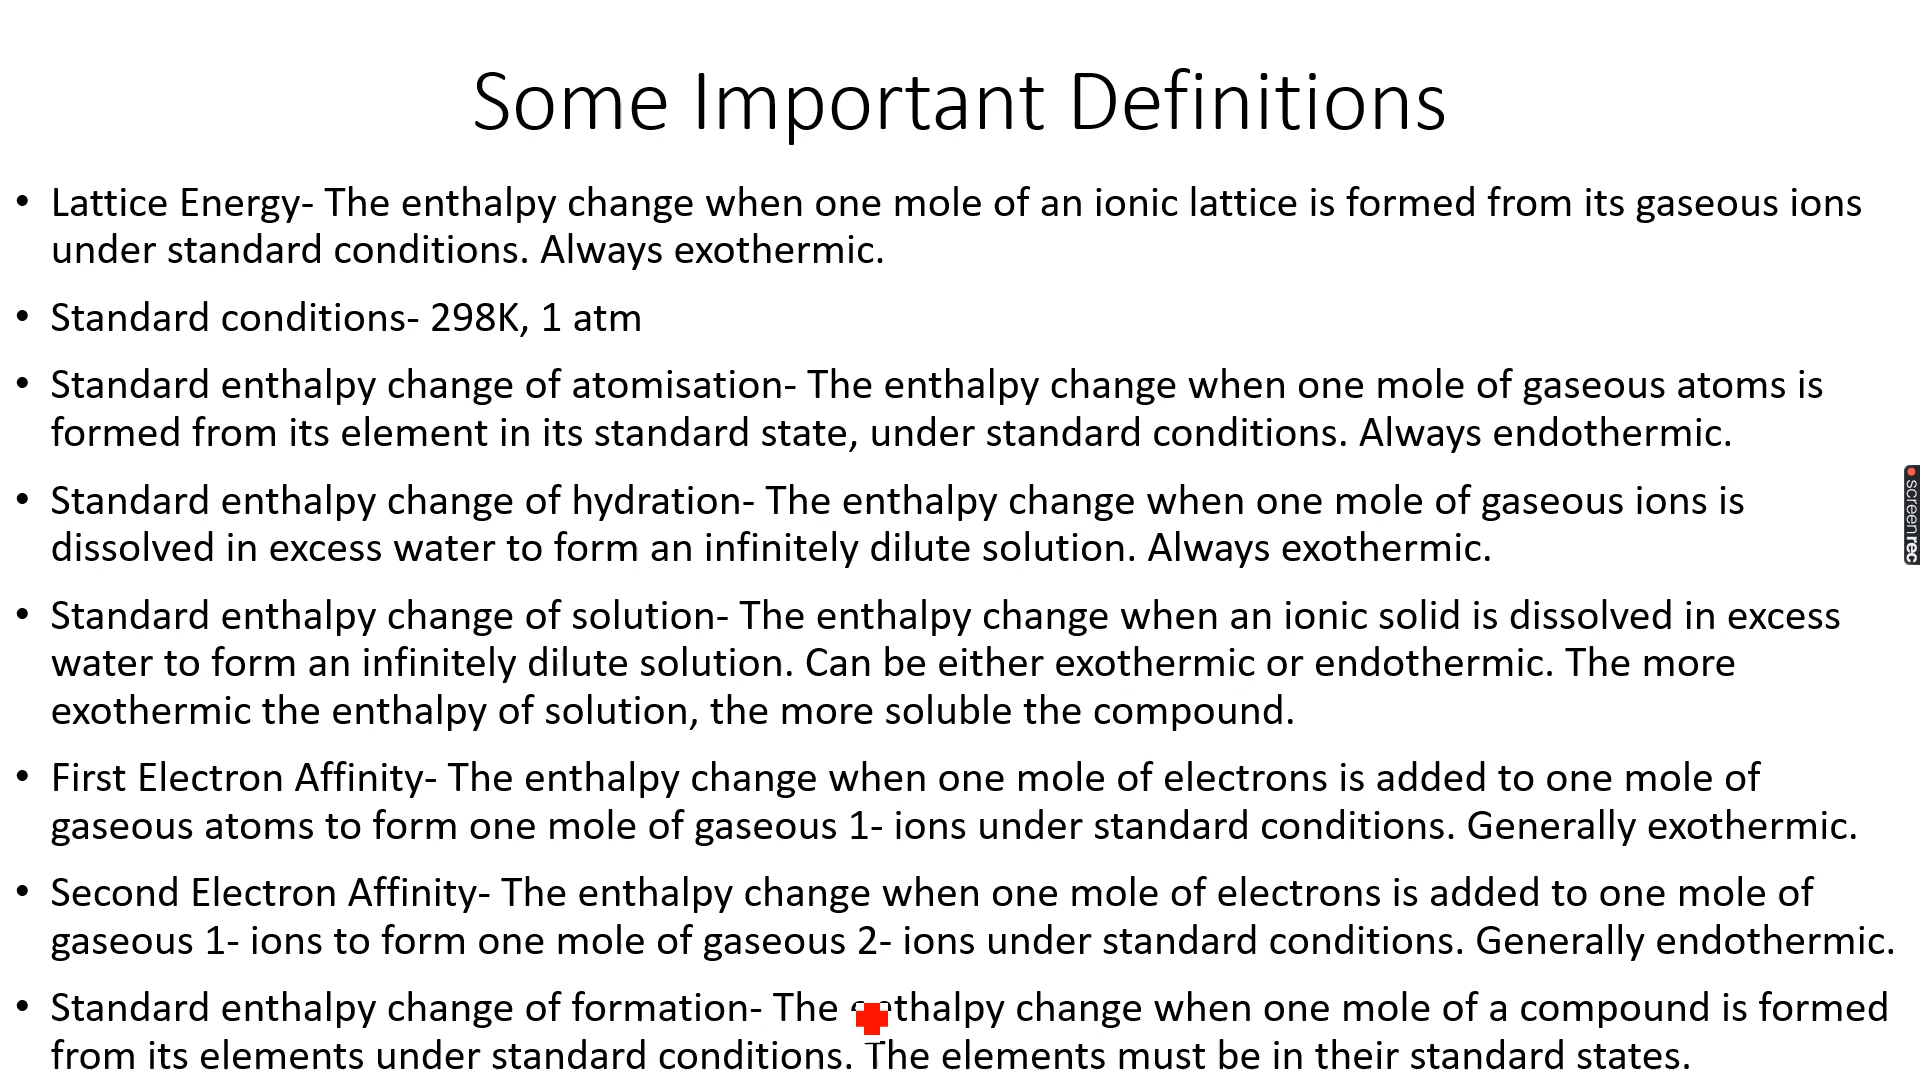 Some Important Definitions
• Lattice Energy- The enthalpy change when one mole of an ionic lattice is formed from its gaseous ions
under standard conditions. Always exothermic.
• Standard conditions- 298K, 1 atm
• Standard enthalpy change of atomisation- The enthalpy change when one mole of gaseous atoms is
formed from its element in its standard state, under standard conditions. Always endothermic.
• Standard enthalpy change of hydration- The enthalpy change when one mole of gaseous ions is
dissolved in excess water to form an infinitely dilute solution. Always exothermic.
• Standard enthalpy change of solution- The enthalpy change when an ionic solid is dissolved in excess
water to form an infinitely dilute solution. Can be either exothermic or endothermic. The more
exothermic the enthalpy of solution, the more soluble the compound.
• First Electron Affinity- The enthalpy change when one mole of electrons is added to one mole of
gaseous atoms to form one mole of gaseous 1- ions under standard conditions. Generally exothermic.
• Second Electron Affinity- The enthalpy change when one mole of electrons is added to one mole of
gaseous 1- ions to form one mole of gaseous 2- ions under standard conditions. Generally endothermic.
• Standard enthalpy change of formation- The enthalpy change when one mole of a compound is formed
from its elements under standard conditions. The elements must be in their standard states.
screenrec